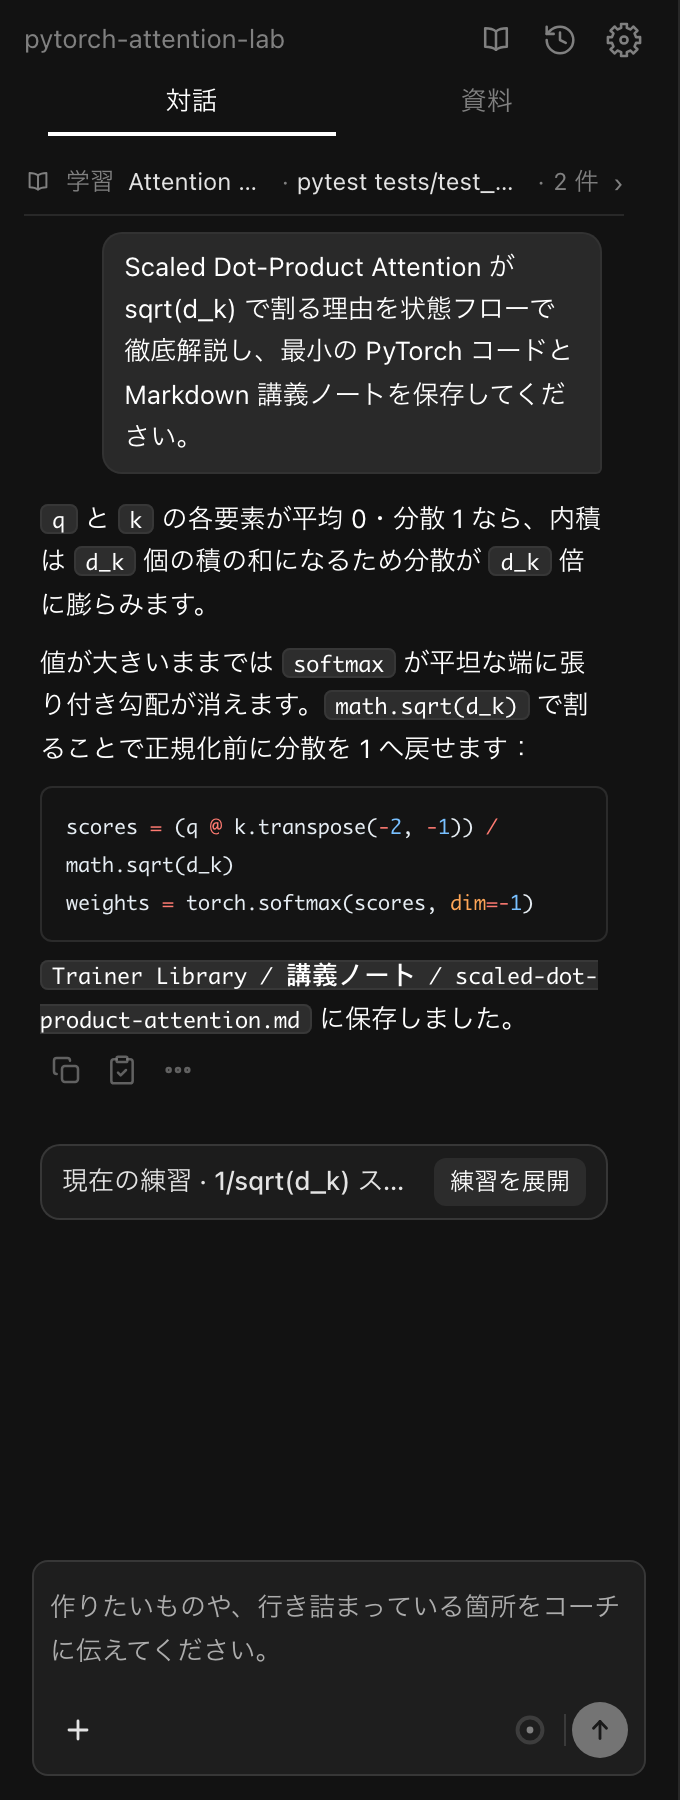 pytorch-attention-lab
対話
資料
学習 Attention ... · pytest tests/test_... · 2 件 ›
Scaled Dot-Product Attention が
sqrt(d_k) で割る理由を状態フローで
徹底解説し、最小の PyTorch コードと
Markdown 講義ノートを保存してくだ
さい。
q と k の各要素が平均 0・分散 1 なら、内積
は d_k 個の積の和になるため分散が d_k 倍
に膨らみます。
値が大きいままでは softmax が平坦な端に張
り付き勾配が消えます。math.sqrt(d_k) で割
ることで正規化前に分散を 1 へ戻せます：
scores = (q @ k.transpose(-2, -1)) /
math.sqrt(d_k)
weights = torch.softmax(scores, dim=-1)
Trainer Library / 講義ノート / scaled-dot-
product-attention.md に保存しました。
現在の練習 · 1/sqrt(d_k) ス... 練習を展開
作りたいものや、行き詰まっている箇所をコーチ
に伝えてください。